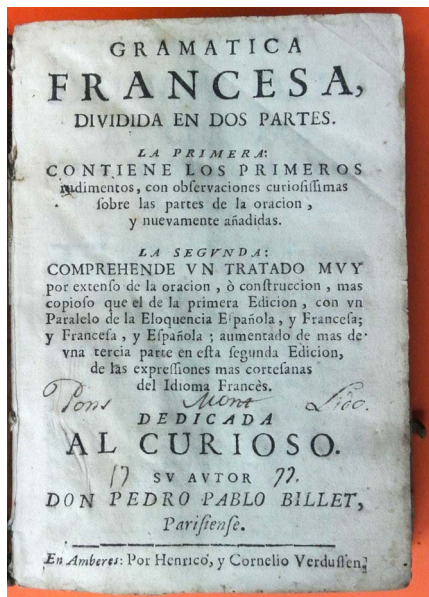 GRAMATICA
FRANCESA,
DIVIDIDA EN DOS PARTES.
LA PRIMERA:
CONTIENE LOS PRIMEROS
rudimentos, con obſervaciones curioſiſſimas
ſobre las partes de la oracion,
y nuevamente añadidas.
LA SEGVNDA:
COMPREHENDE VN TRATADO MVY
por extenſo de la oracion, ò conſtruccion, mas
copioſo que el de la primera Edicion, con vn
Paralelo de la Eloquencia Eſpañola, y Franceſa;
y Franceſa, y Eſpañola; aumentado de mas de
vna tercia parte en eſta ſegunda Edicion,
de las expreſſiones mas corteſanas
del Idioma Francès.
Pons Mont
DEDICADA
AL CURIOSO.
17 SV AVTOR 77.
DON PEDRO PABLO BILLET,
Pariſienſe.
En Amberes: Por Henrico, y Cornelio Verduſſen.